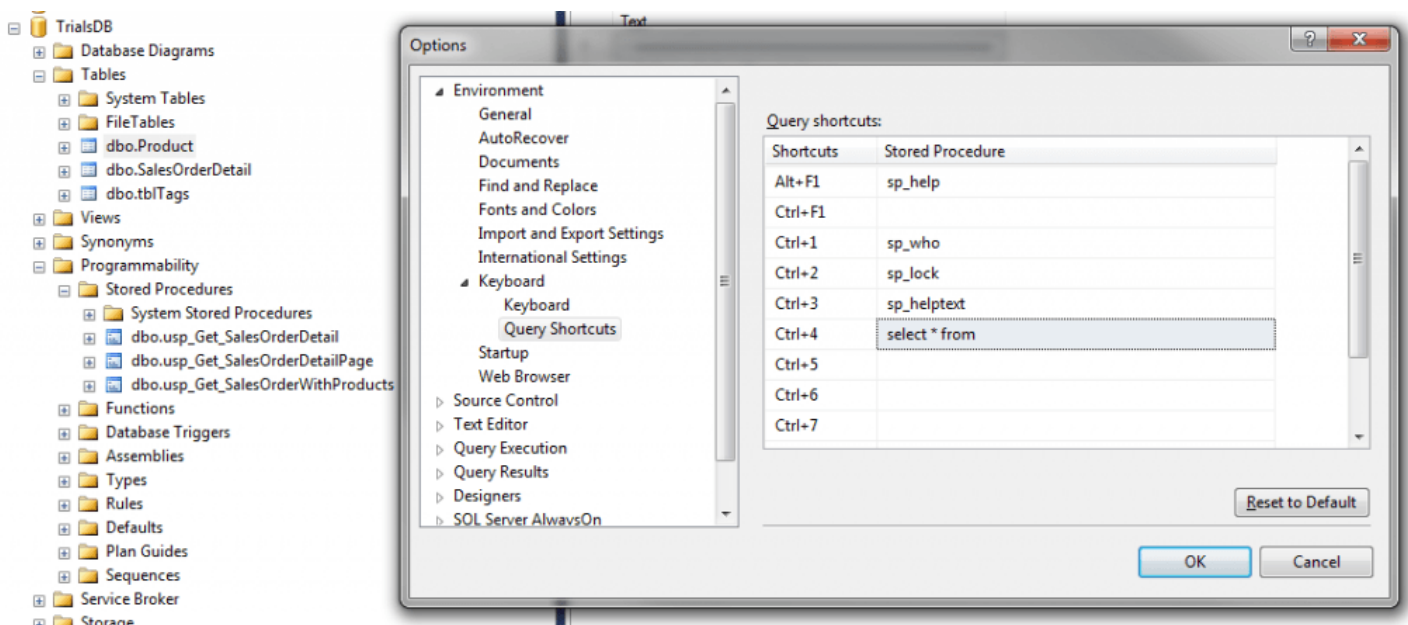 TrialsDB
Database Diagrams
Tables
System Tables
FileTables
dbo.Product
dbo.SalesOrderDetail
dbo.tblTags
Views
Synonyms
Programmability
Stored Procedures
System Stored Procedures
dbo.usp_Get_SalesOrderDetail
dbo.usp_Get_SalesOrderDetailPage
dbo.usp_Get_SalesOrderWithProducts
Functions
Database Triggers
Assemblies
Types
Rules
Defaults
Plan Guides
Sequences
Service Broker
Storage
Text
Options
Environment
General
AutoRecover
Documents
Find and Replace
Fonts and Colors
Import and Export Settings
International Settings
Keyboard
Keyboard
Query Shortcuts
Startup
Web Browser
Source Control
Text Editor
Query Execution
Query Results
Designers
SQL Server AlwaysOn
Query shortcuts:
Shortcuts Stored Procedure
Alt+F1 sp_help
Ctrl+F1
Ctrl+1 sp_who
Ctrl+2 sp_lock
Ctrl+3 sp_helptext
Ctrl+4 select * from
Ctrl+5
Ctrl+6
Ctrl+7
Reset to Default
OK Cancel